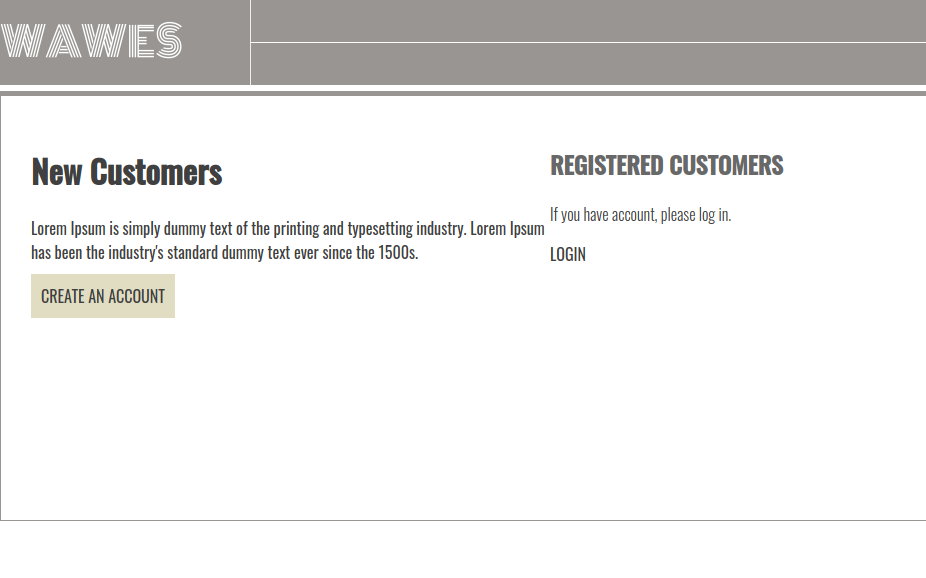 WAWES
New Customers
Lorem Ipsum is simply dummy text of the printing and typesetting industry. Lorem Ipsum
has been the industry's standard dummy text ever since the 1500s.
CREATE AN ACCOUNT
REGISTERED CUSTOMERS
If you have account, please log in.
LOGIN